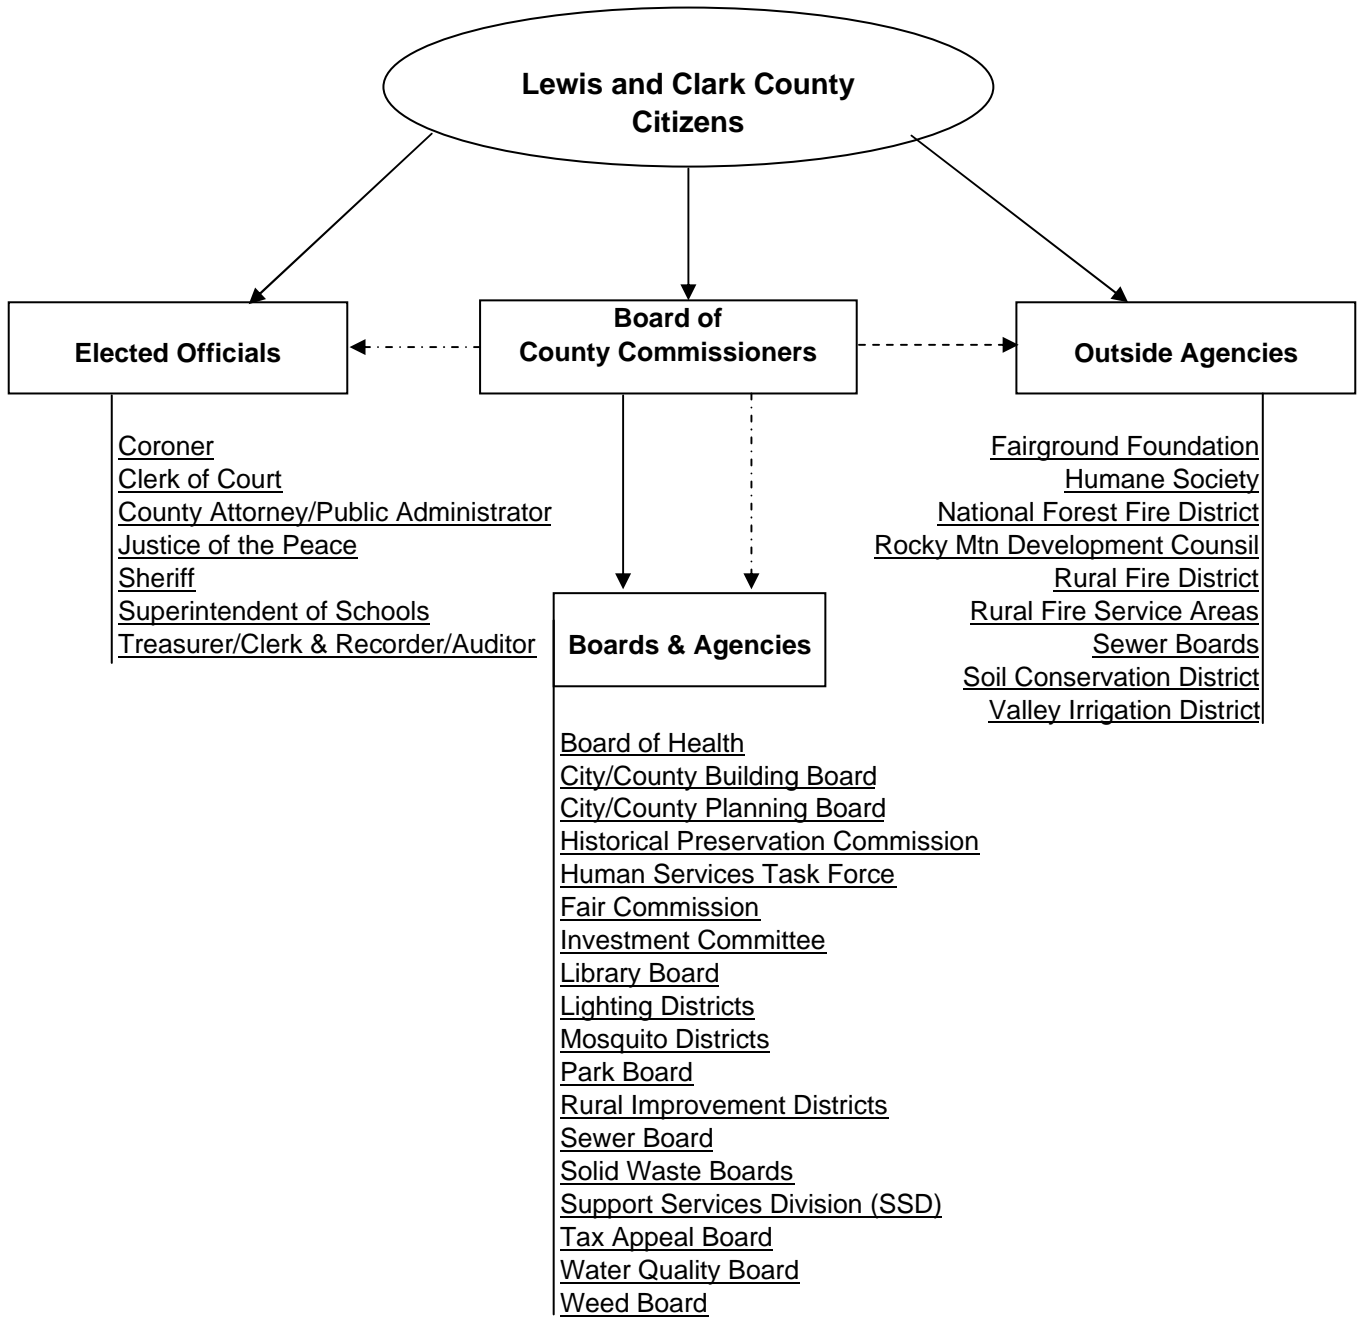 Lewis and Clark County
Citizens
Elected Officials
Board of
County Commissioners
Outside Agencies
Coroner
Clerk of Court
County Attorney/Public Administrator
Justice of the Peace
Sheriff
Superintendent of Schools
Treasurer/Clerk & Recorder/Auditor
Fairground Foundation
Humane Society
National Forest Fire District
Rocky Mtn Development Counsil
Rural Fire District
Rural Fire Service Areas
Sewer Boards
Soil Conservation District
Valley Irrigation District
Boards & Agencies
Board of Health
City/County Building Board
City/County Planning Board
Historical Preservation Commission
Human Services Task Force
Fair Commission
Investment Committee
Library Board
Lighting Districts
Mosquito Districts
Park Board
Rural Improvement Districts
Sewer Board
Solid Waste Boards
Support Services Division (SSD)
Tax Appeal Board
Water Quality Board
Weed Board